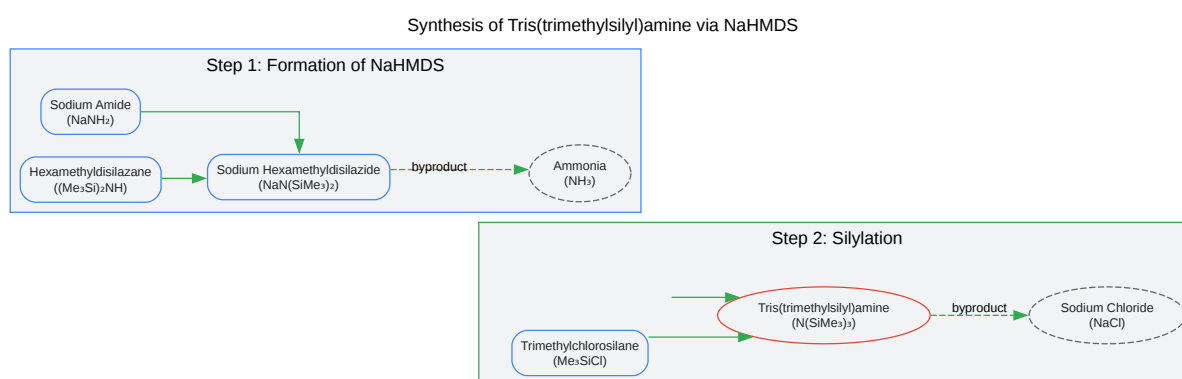 Synthesis of Tris(trimethylsilyl)amine via NaHMDS
Step 1: Formation of NaHMDS
Sodium Amide
(NaNH₂)
Hexamethyldisilazane
((Me₃Si)₂NH)
Sodium Hexamethyldisilazide
(NaN(SiMe₃)₂)
byproduct
Ammonia
(NH₃)
Step 2: Silylation
Tris(trimethylsilyl)amine
(N(SiMe₃)₃)
byproduct
Sodium Chloride
(NaCl)
Trimethylchlorosilane
(Me₃SiCl)